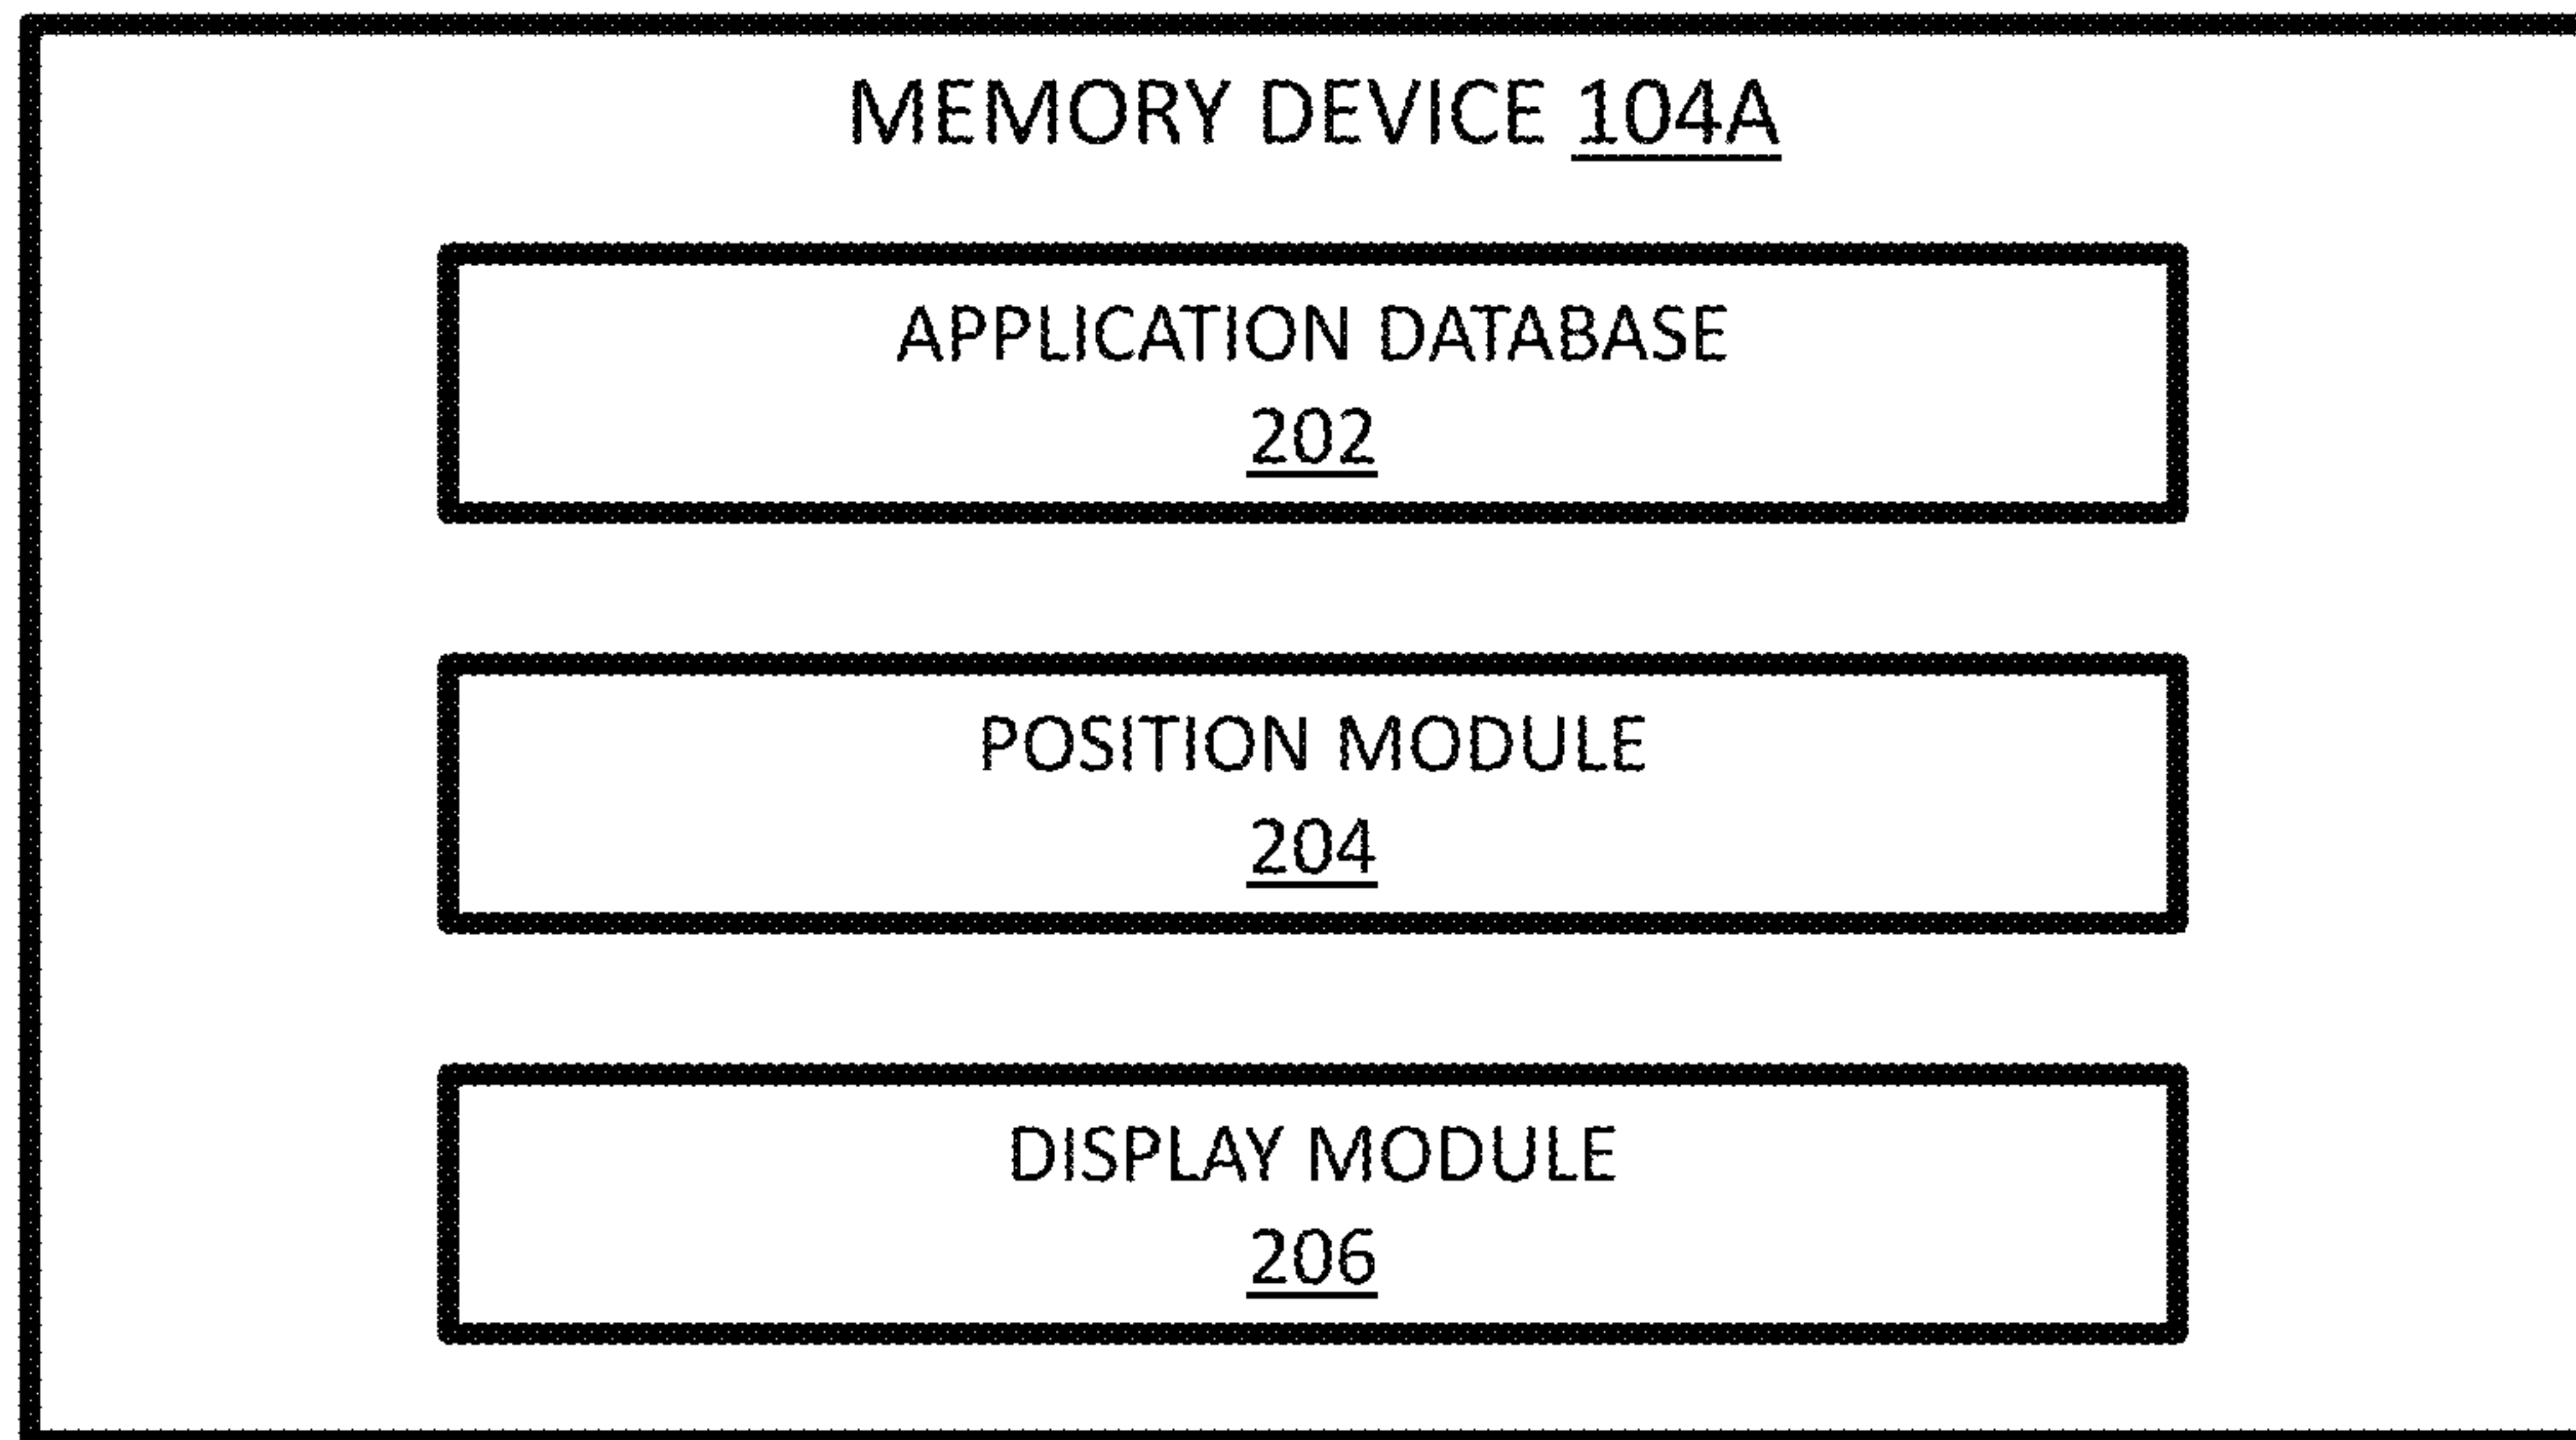 MEMORY DEVICE 104A
APPLICATION DATABASE
202
POSITION MODULE
204
DISPLAY MODULE
206